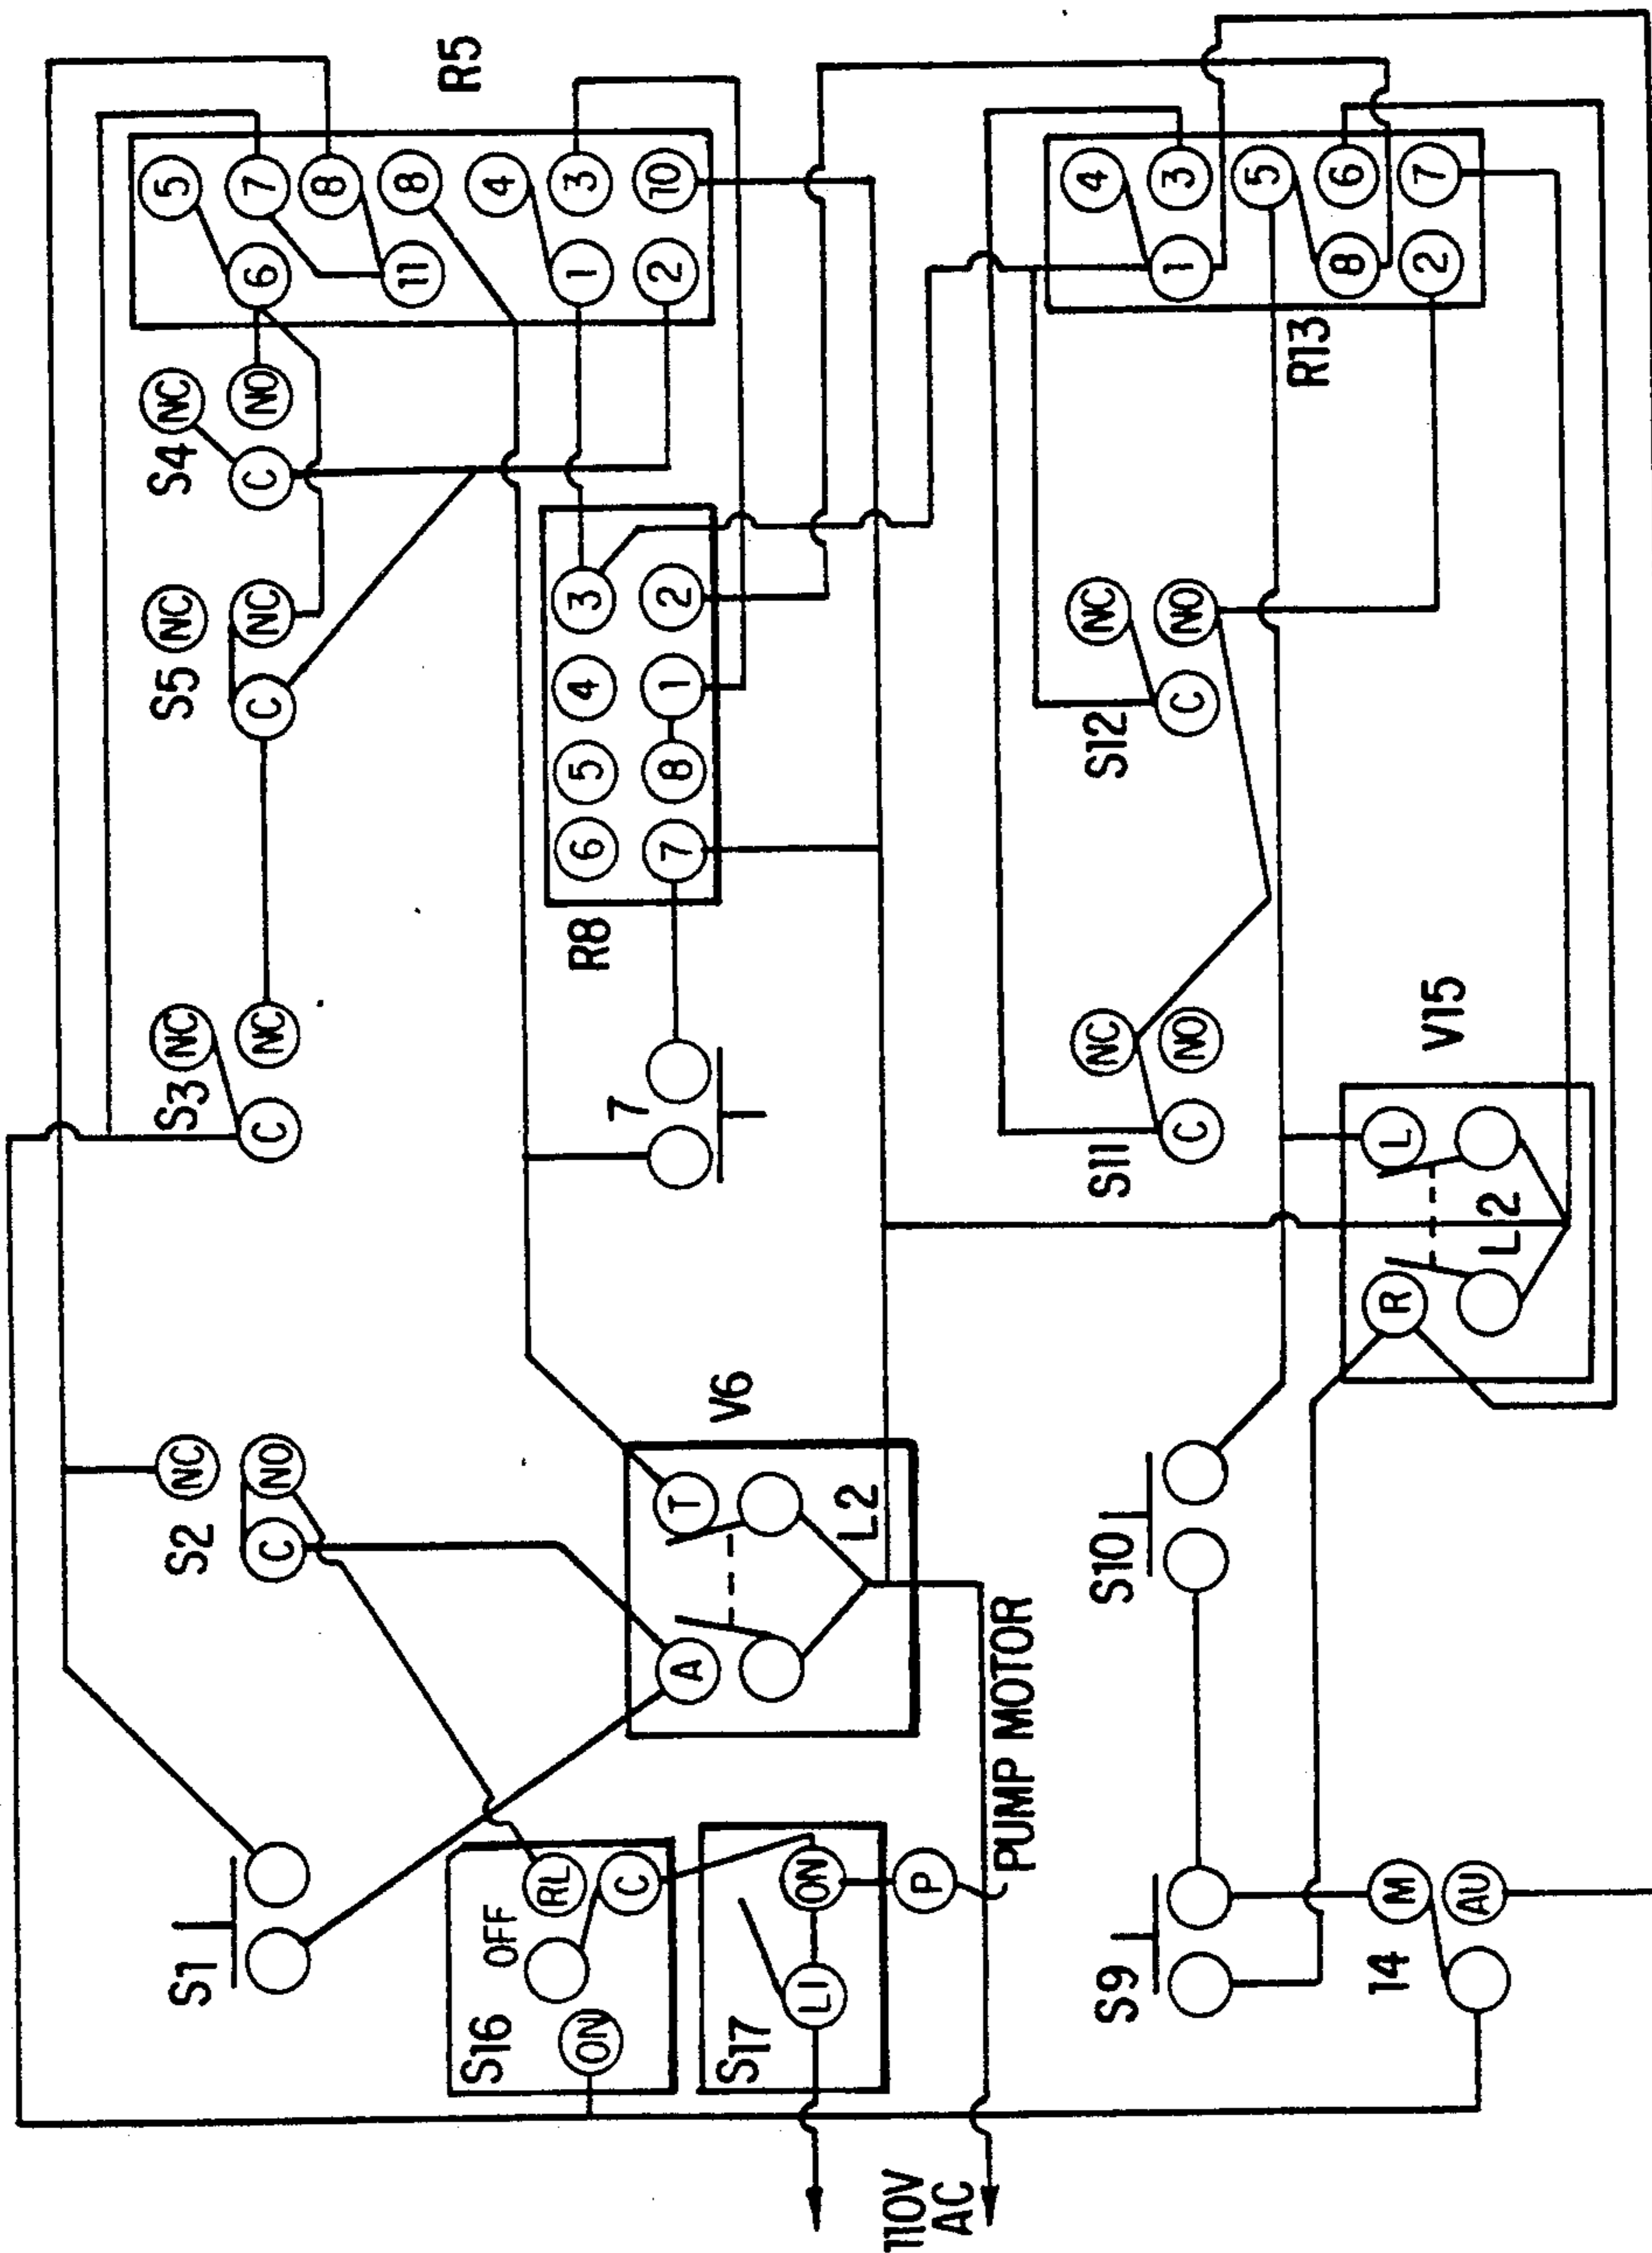 S1
S2
NC
C NO
S3
NC
C NC
S5
NC
C NC
S4
NC
C NO
5
6 7
8
11 8
4
1 3
2 10
R5
S16
OFF
ON RL
C
S17
L1 ON
P
PUMP MOTOR
110V
AC
V6
A T
L2
7
R8
6 5 4 3
7 8 1 2
S9
S10
S11
NC
C NO
S12
NC
C NO
R13
4
1 3
5
8 6
2 7
14
M
AU
V15
R L
L2